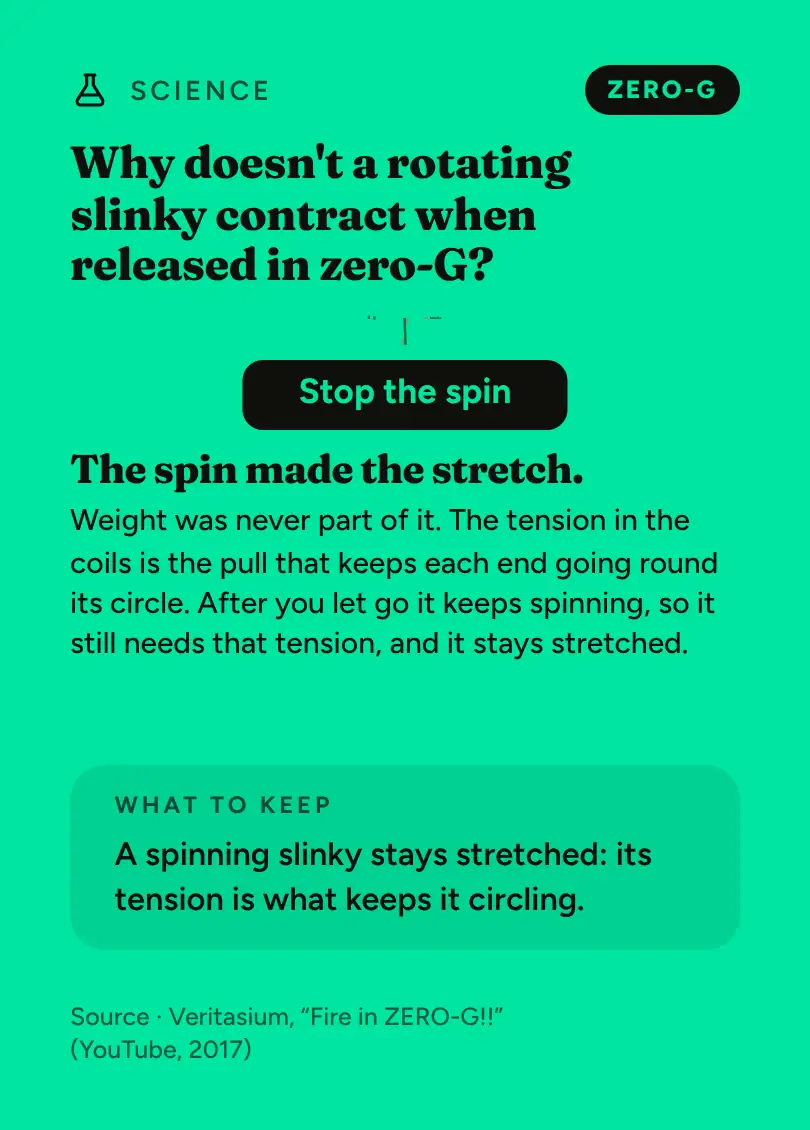 SCIENCE
ZERO-G
Why doesn't a rotating
slinky contract when
released in zero-G?
Stop the spin
The spin made the stretch.
Weight was never part of it. The tension in the
coils is the pull that keeps each end going round
its circle. After you let go it keeps spinning, so it
still needs that tension, and it stays stretched.
WHAT TO KEEP
A spinning slinky stays stretched: its
tension is what keeps it circling.
Source · Veritasium, “Fire in ZERO-G!!”
(YouTube, 2017)